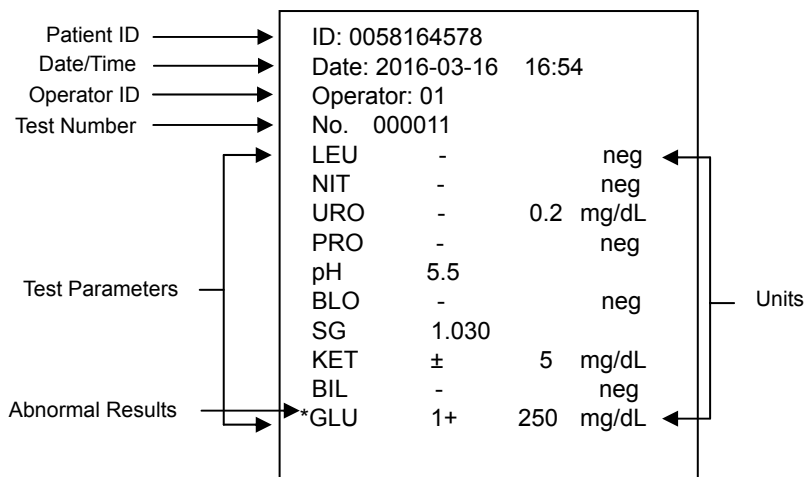 Patient ID ID: 0058164578
Date/Time Date: 2016-03-16 16:54
Operator ID Operator: 01
Test Number No. 000011
LEU - neg
NIT - neg
URO - 0.2 mg/dL
PRO - neg
pH 5.5
Test Parameters
BLO - neg
Units
SG 1.030
KET ± 5 mg/dL
BIL - neg
Abnormal Results *GLU 1+ 250 mg/dL